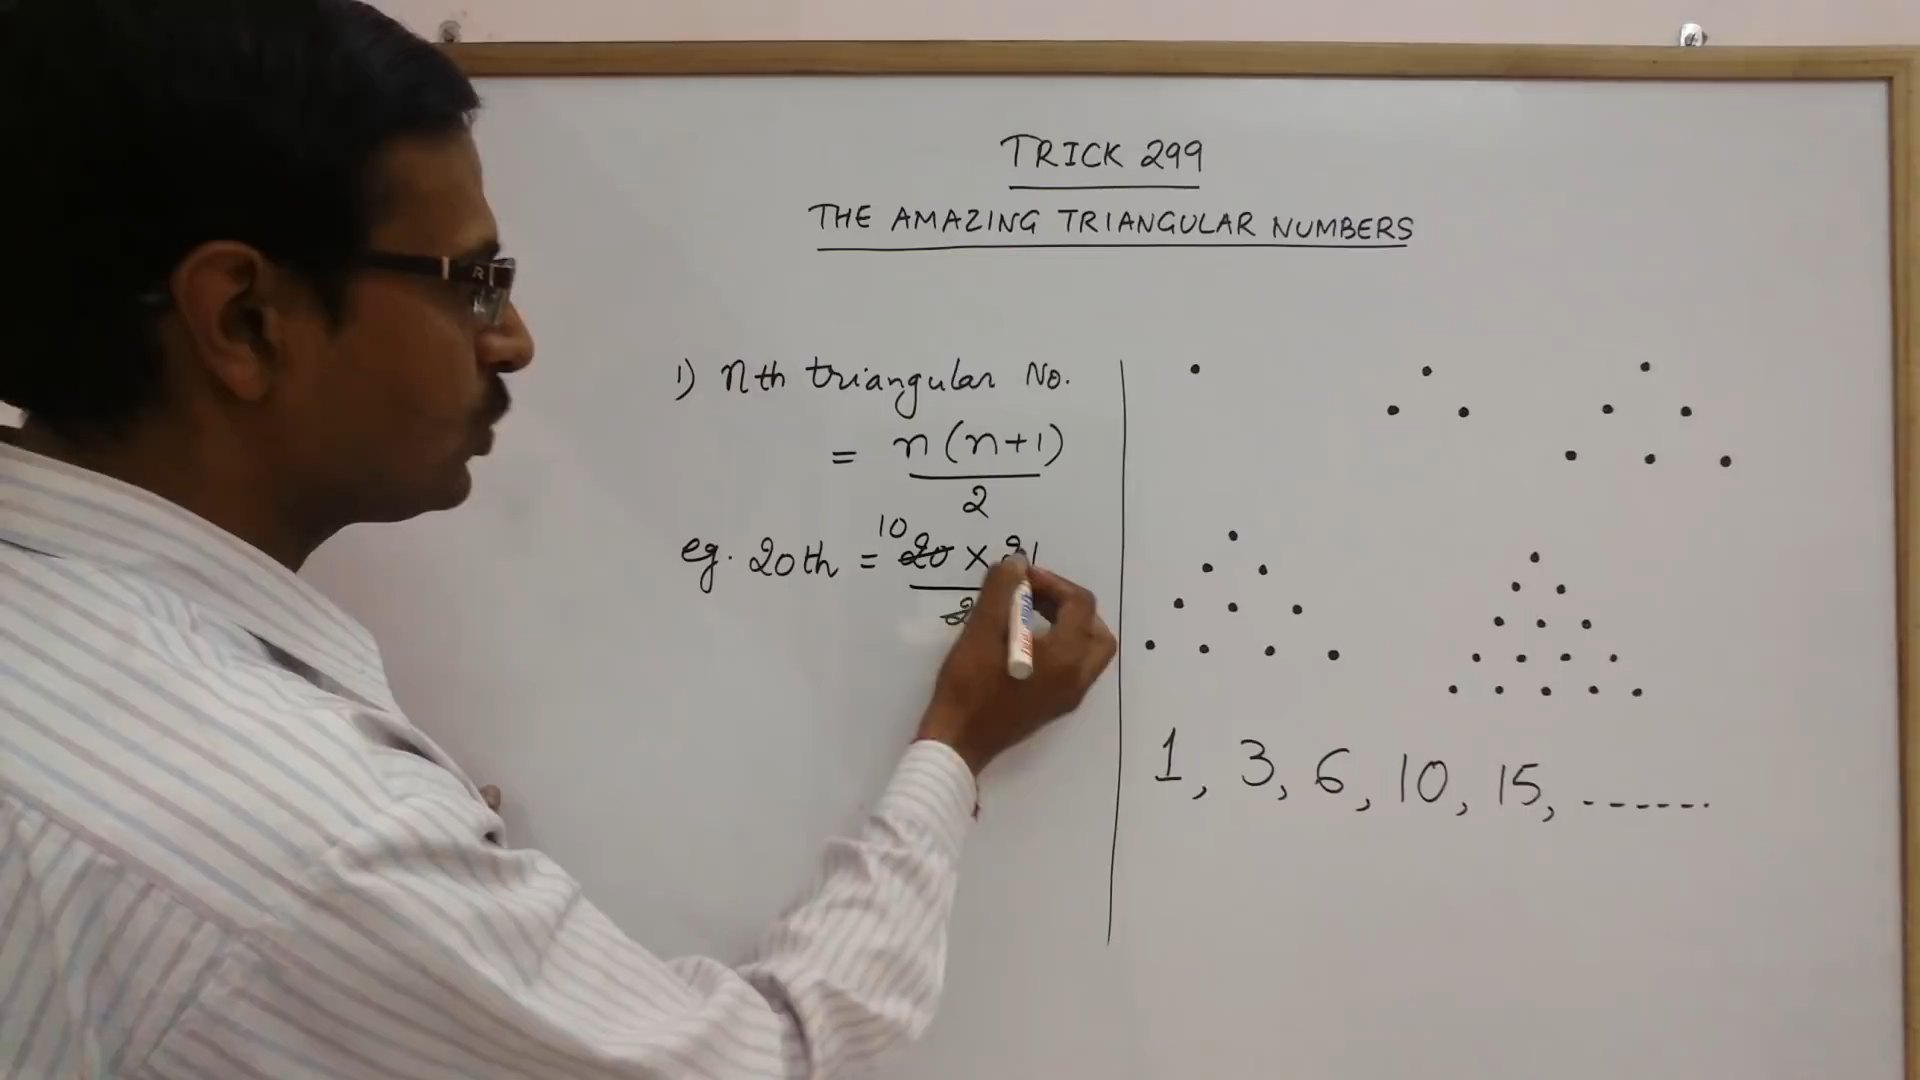 TRICK 299
THE AMAZING TRIANGULAR NUMBERS
1) nth triangular No.
= n(n+1)
2
10
eg. 20th = 20 × 21
2
1, 3, 6, 10, 15, ------.